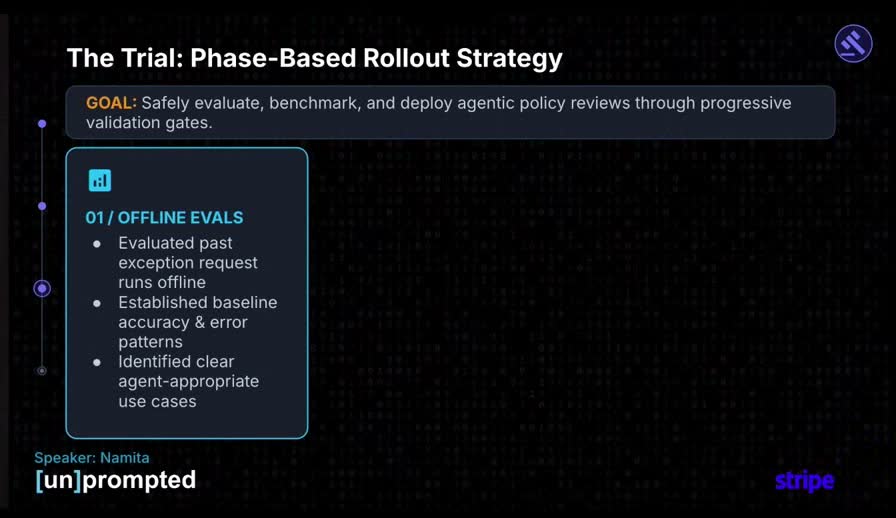 The Trial: Phase-Based Rollout Strategy
GOAL: Safely evaluate, benchmark, and deploy agentic policy reviews through progressive
validation gates.
01 / OFFLINE EVALS
● Evaluated past
exception request
runs offline
● Established baseline
accuracy & error
patterns
● Identified clear
agent-appropriate
use cases
Speaker: Namita
[un]prompted
stripe